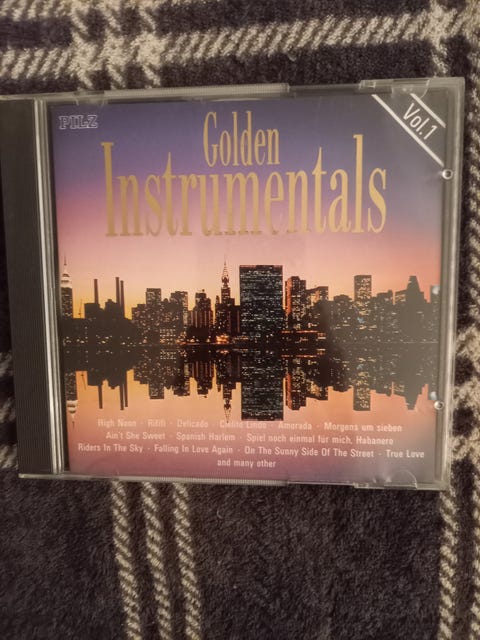 PILZ
Vol.1
Golden
Instrumentals
High Noon · Rififi · Delicado · Cielito Lindo · Amorada · Morgens um sieben
Ain't She Sweet · Spanish Harlem · Spiel noch einmal für mich, Habanero
Riders In The Sky · Falling In Love Again · On The Sunny Side Of The Street · True Love
and many other